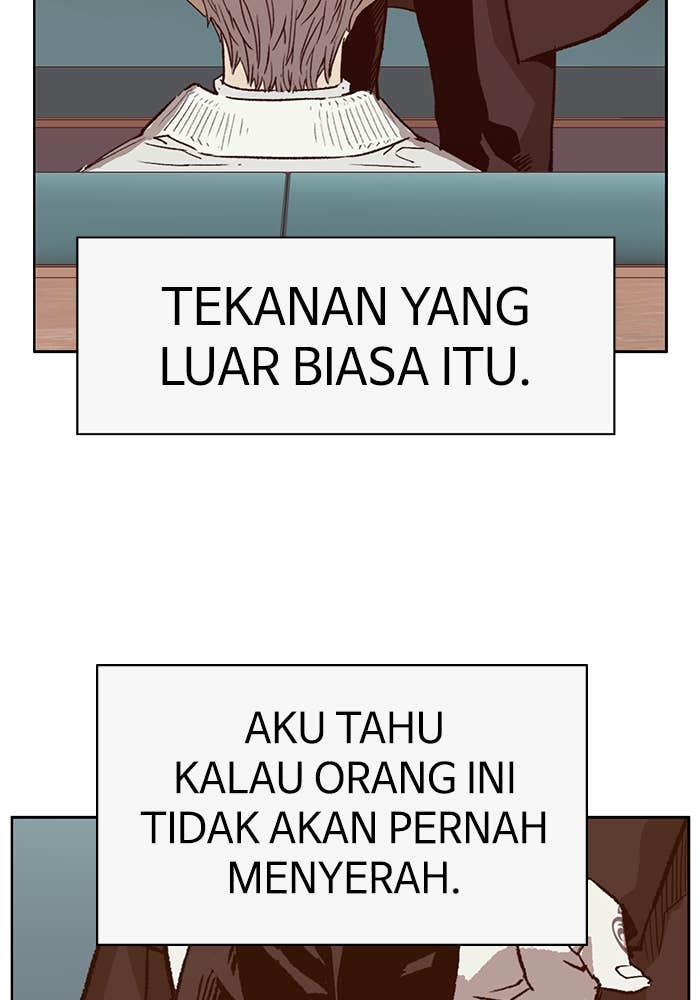 TEKANAN YANG
LUAR BIASA ITU.
AKU TAHU
KALAU ORANG INI
TIDAK AKAN PERNAH
MENYERAH.